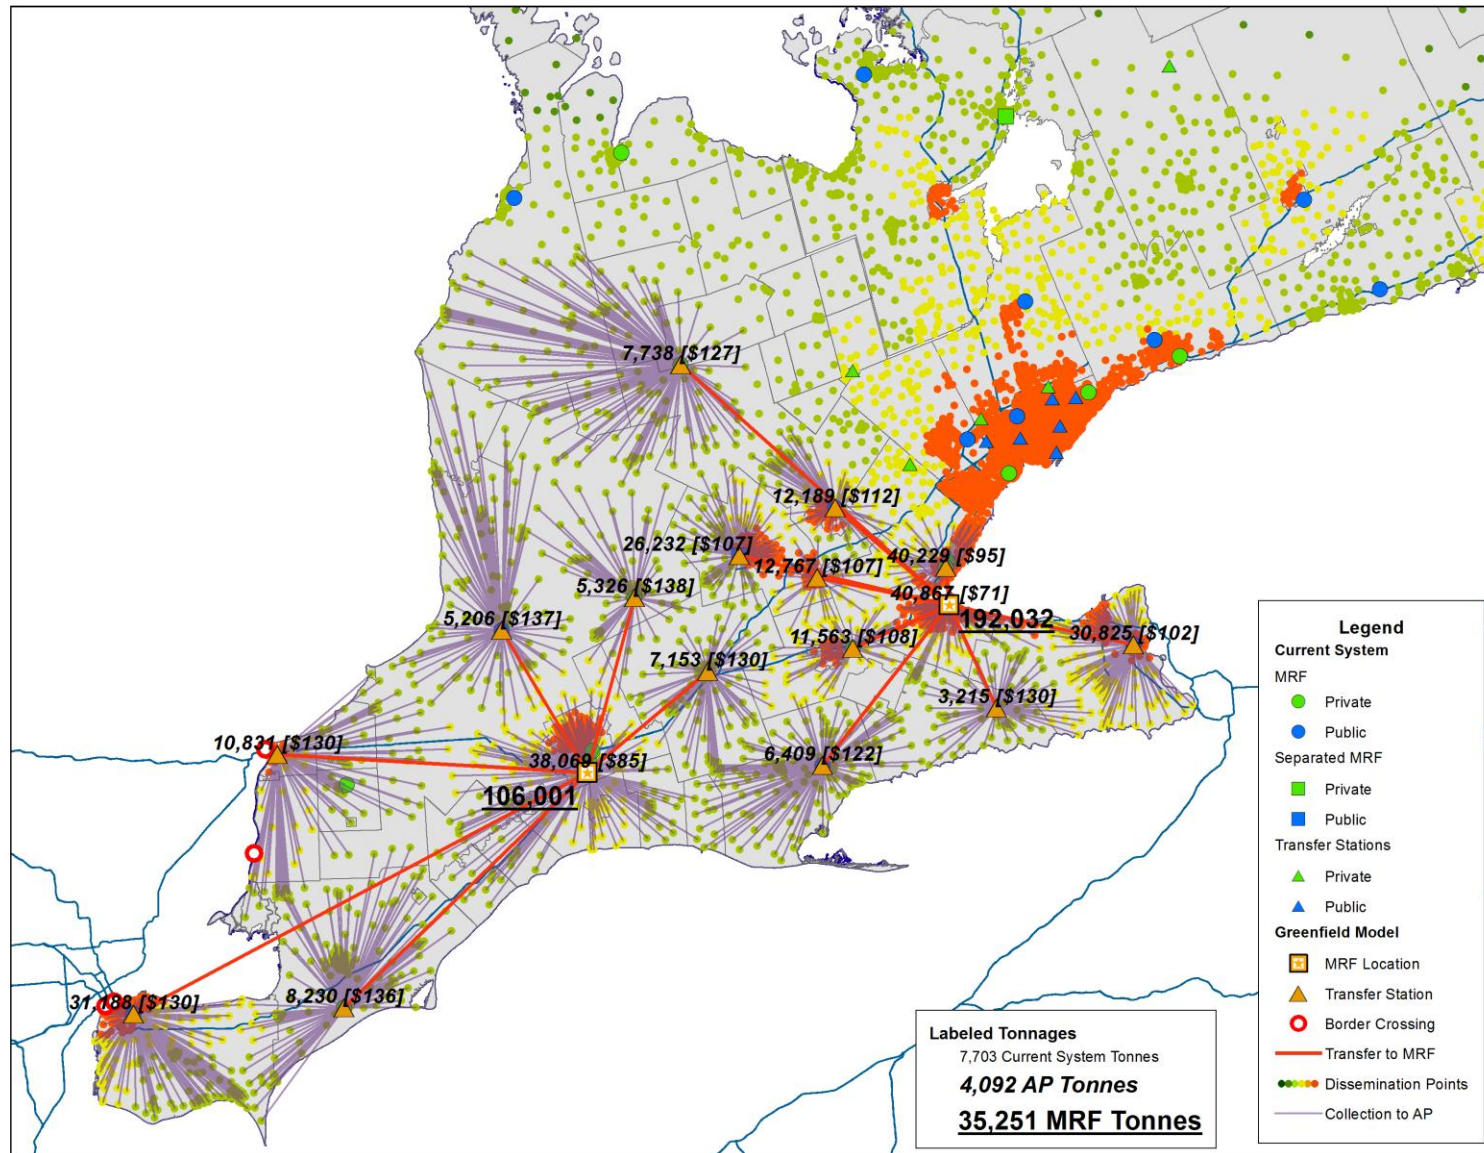 7,738 [$127]
12,189 [$112]
26,232 [$107]
40,229 [$95]
12,767 [$107]
5,326 [$138]
40,867 [$71]
192,032
5,206 [$137]
11,563 [$108]
30,825 [$102]
7,153 [$130]
3,215 [$130]
10,831 [$130]
38,069 [$85]
6,409 [$122]
106,001
31,188 [$130]
8,230 [$136]
Legend
Current System
MRF
Private
Public
Separated MRF
Private
Public
Transfer Stations
Private
Public
Greenfield Model
MRF Location
Transfer Station
Border Crossing
Transfer to MRF
Dissemination Points
Collection to AP
Labeled Tonnages
7,703 Current System Tonnes
4,092 AP Tonnes
35,251 MRF Tonnes